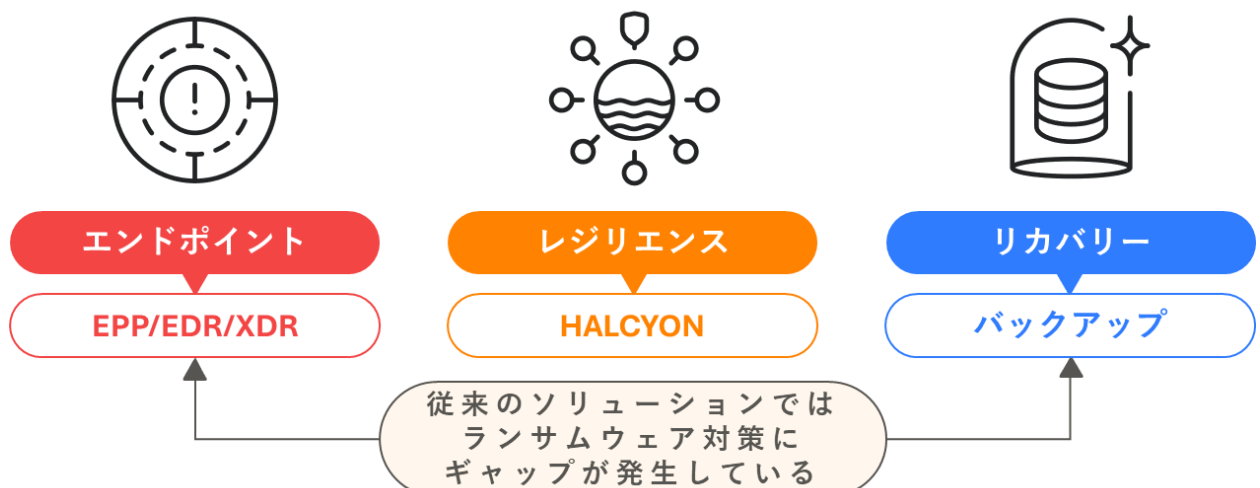 エンドポイント
レジリエンス
リカバリー
EPP/EDR/XDR
HALCYON
バックアップ
従来のソリューションでは
ランサムウェア対策に
ギャップが発生している